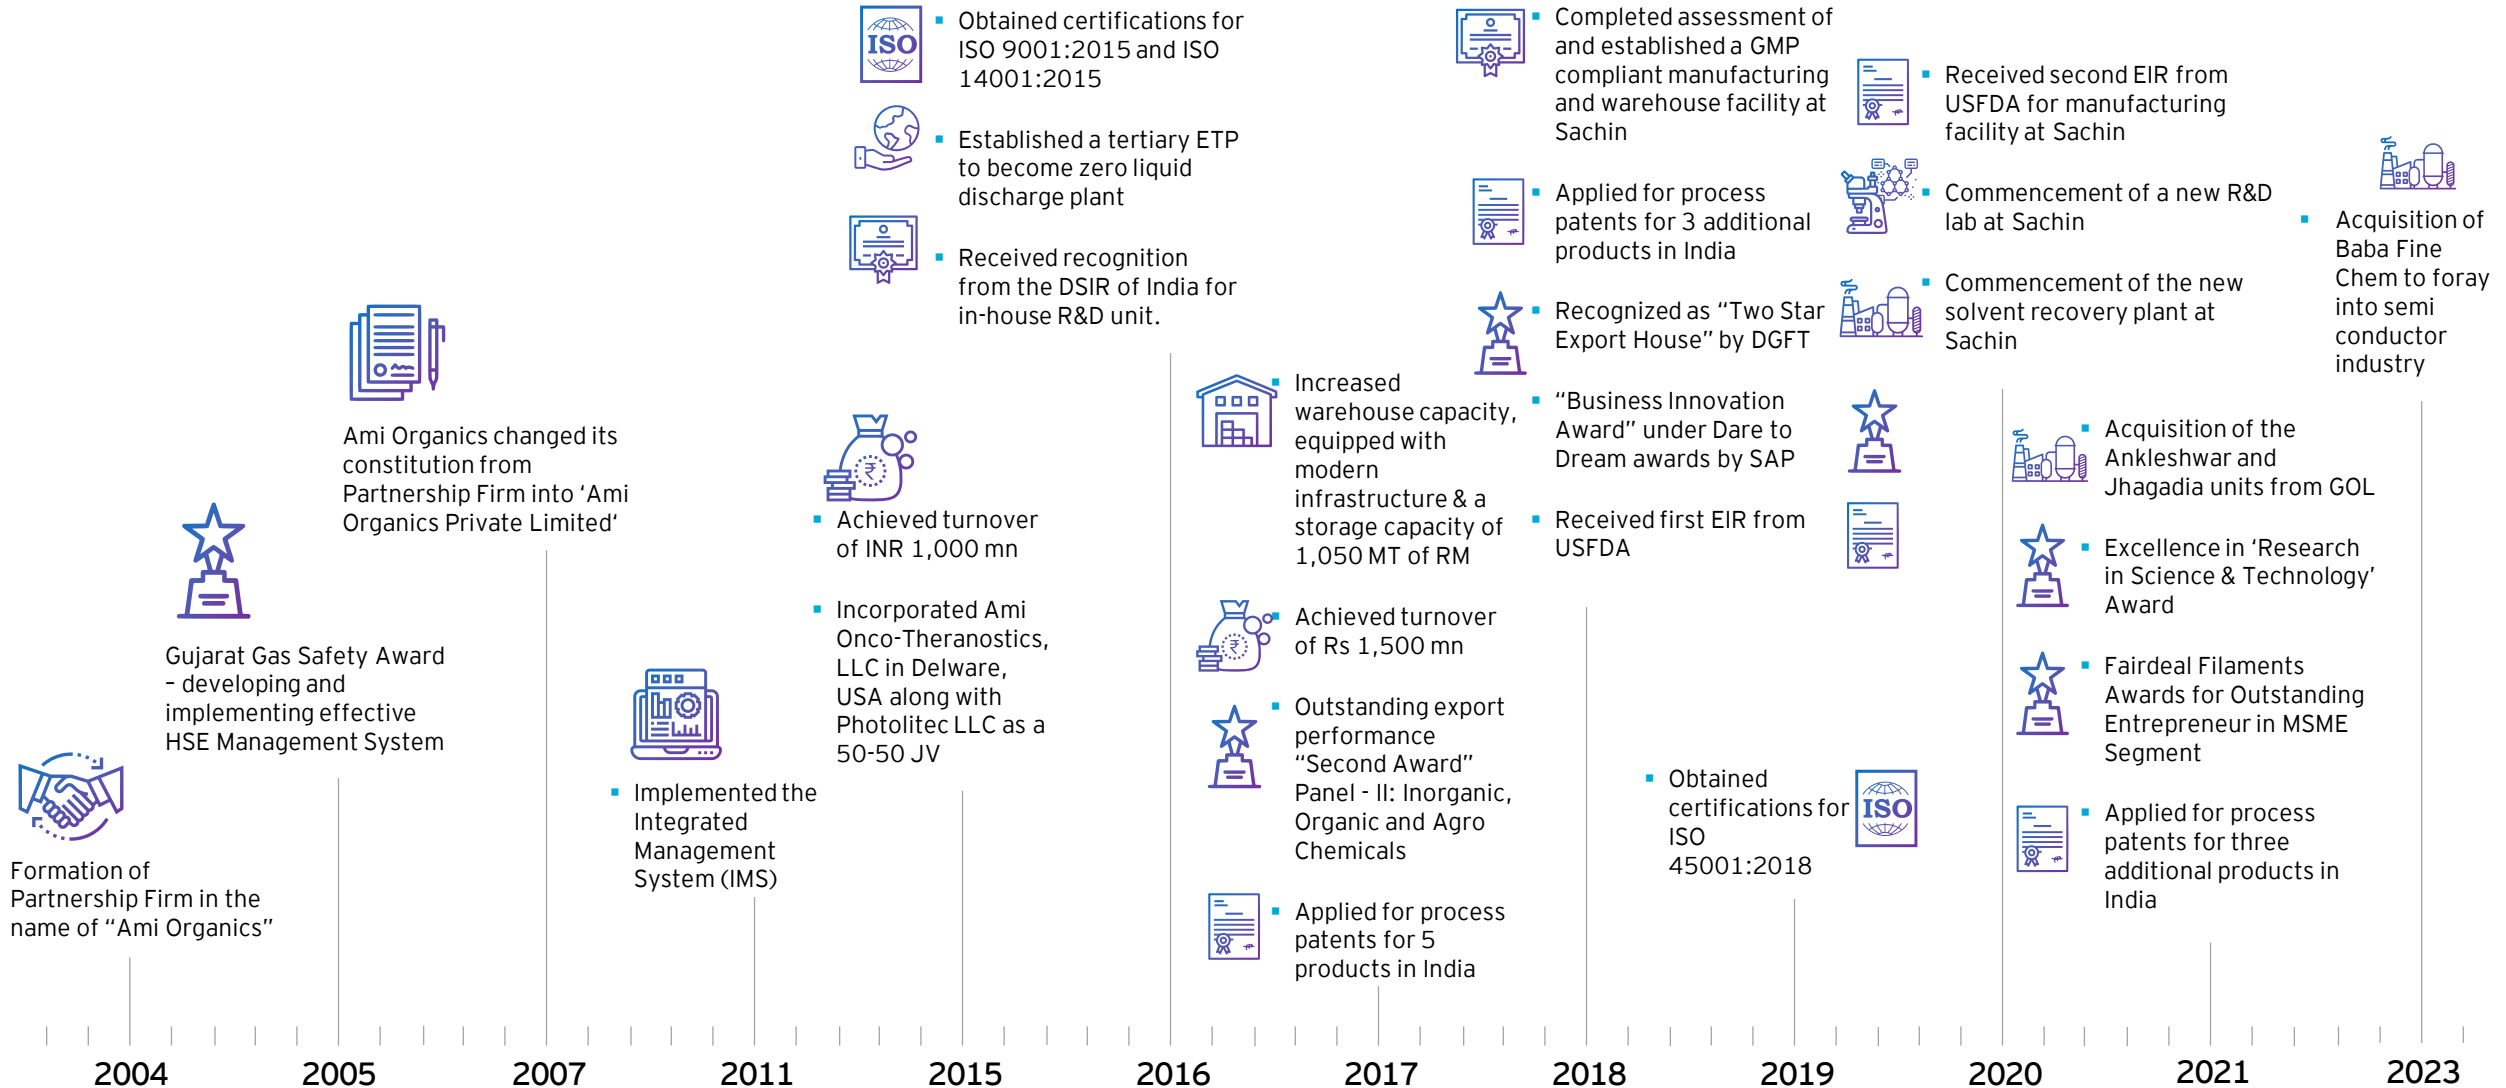 Formation of
Partnership Firm in the
name of “Ami Organics”
Gujarat Gas Safety Award
– developing and
implementing effective
HSE Management System
Ami Organics changed its
constitution from
Partnership Firm into ‘Ami
Organics Private Limited‘
Implemented the
Integrated
Management
System (IMS)
Achieved turnover
of INR 1,000 mn
Incorporated Ami
Onco-Theranostics,
LLC in Delware,
USA along with
Photolitec LLC as a
50-50 JV
ISO
Obtained certifications for
ISO 9001:2015 and ISO
14001:2015
Established a tertiary ETP
to become zero liquid
discharge plant
Received recognition
from the DSIR of India for
in-house R&D unit.
Increased
warehouse capacity,
equipped with
modern
infrastructure & a
storage capacity of
1,050 MT of RM
Achieved turnover
of Rs 1,500 mn
Outstanding export
performance
“Second Award”
Panel - II: Inorganic,
Organic and Agro
Chemicals
Applied for process
patents for 5
products in India
Completed assessment of
and established a GMP
compliant manufacturing
and warehouse facility at
Sachin
Applied for process
patents for 3 additional
products in India
Recognized as “Two Star
Export House” by DGFT
“Business Innovation
Award” under Dare to
Dream awards by SAP
Received first EIR from
USFDA
Obtained
certifications for
ISO
45001:2018
ISO
Received second EIR from
USFDA for manufacturing
facility at Sachin
Commencement of a new R&D
lab at Sachin
Commencement of the new
solvent recovery plant at
Sachin
Acquisition of the
Ankleshwar and
Jhagadia units from GOL
Excellence in ‘Research
in Science & Technology’
Award
Fairdeal Filaments
Awards for Outstanding
Entrepreneur in MSME
Segment
Applied for process
patents for three
additional products in
India
Acquisition of
Baba Fine
Chem to foray
into semi
conductor
industry
2004 2005 2007 2011 2015 2016 2017 2018 2019 2020 2021 2023